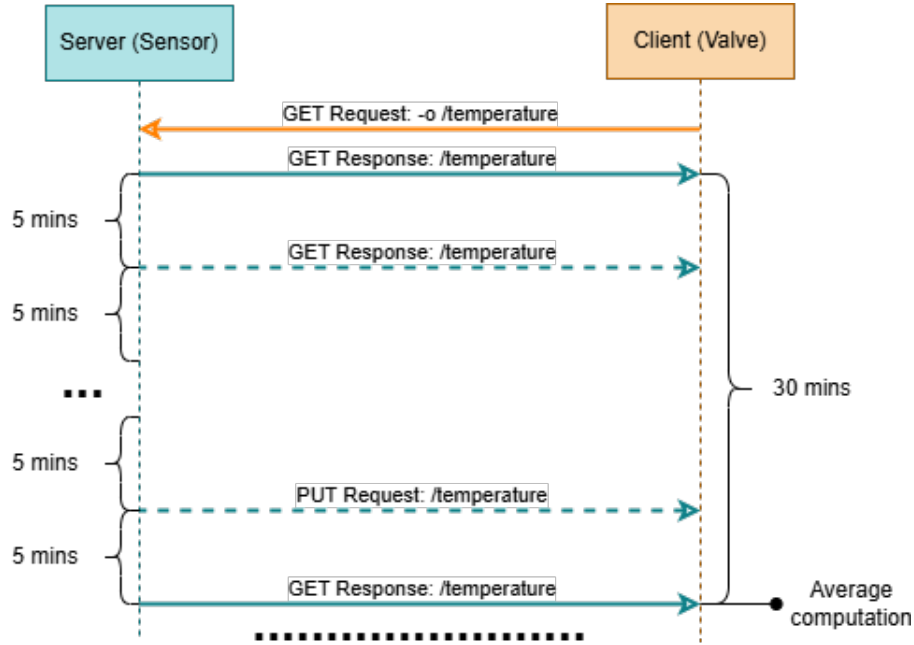 Server (Sensor)
Client (Valve)
GET Request: -o /temperature
GET Response: /temperature
5 mins
GET Response: /temperature
5 mins
30 mins
5 mins
PUT Request: /temperature
5 mins
GET Response: /temperature
Average
computation